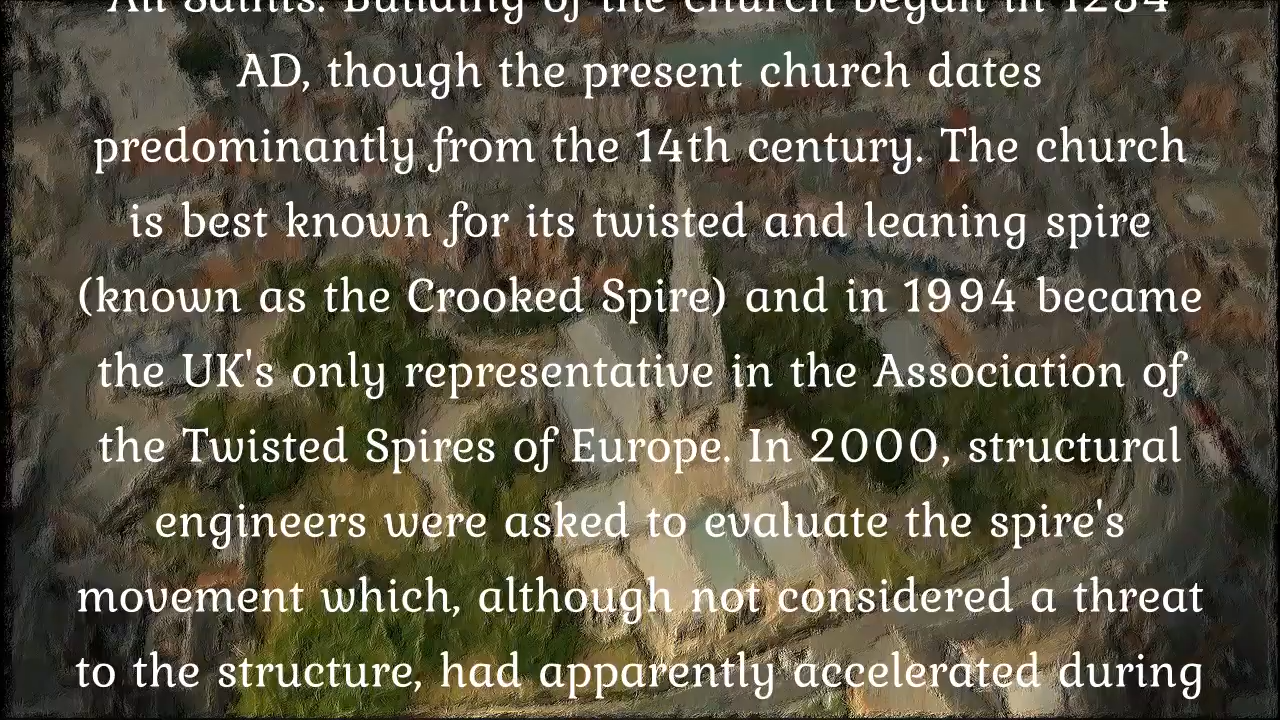 All Saints. Building of the church began in 1234
AD, though the present church dates
predominantly from the 14th century. The church
is best known for its twisted and leaning spire
(known as the Crooked Spire) and in 1994 became
the UK's only representative in the Association of
the Twisted Spires of Europe. In 2000, structural
engineers were asked to evaluate the spire's
movement which, although not considered a threat
to the structure, had apparently accelerated during